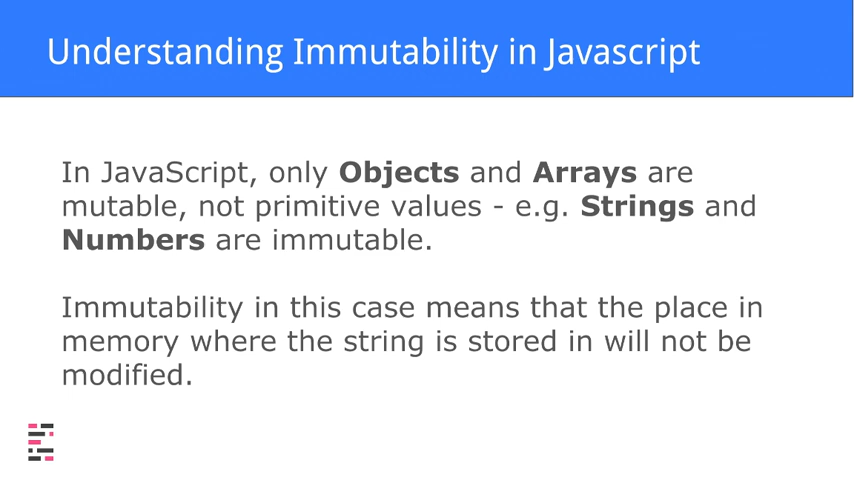 Understanding Immutability in Javascript
In JavaScript, only Objects and Arrays are
mutable, not primitive values - e.g. Strings and
Numbers are immutable.
Immutability in this case means that the place in
memory where the string is stored in will not be
modified.